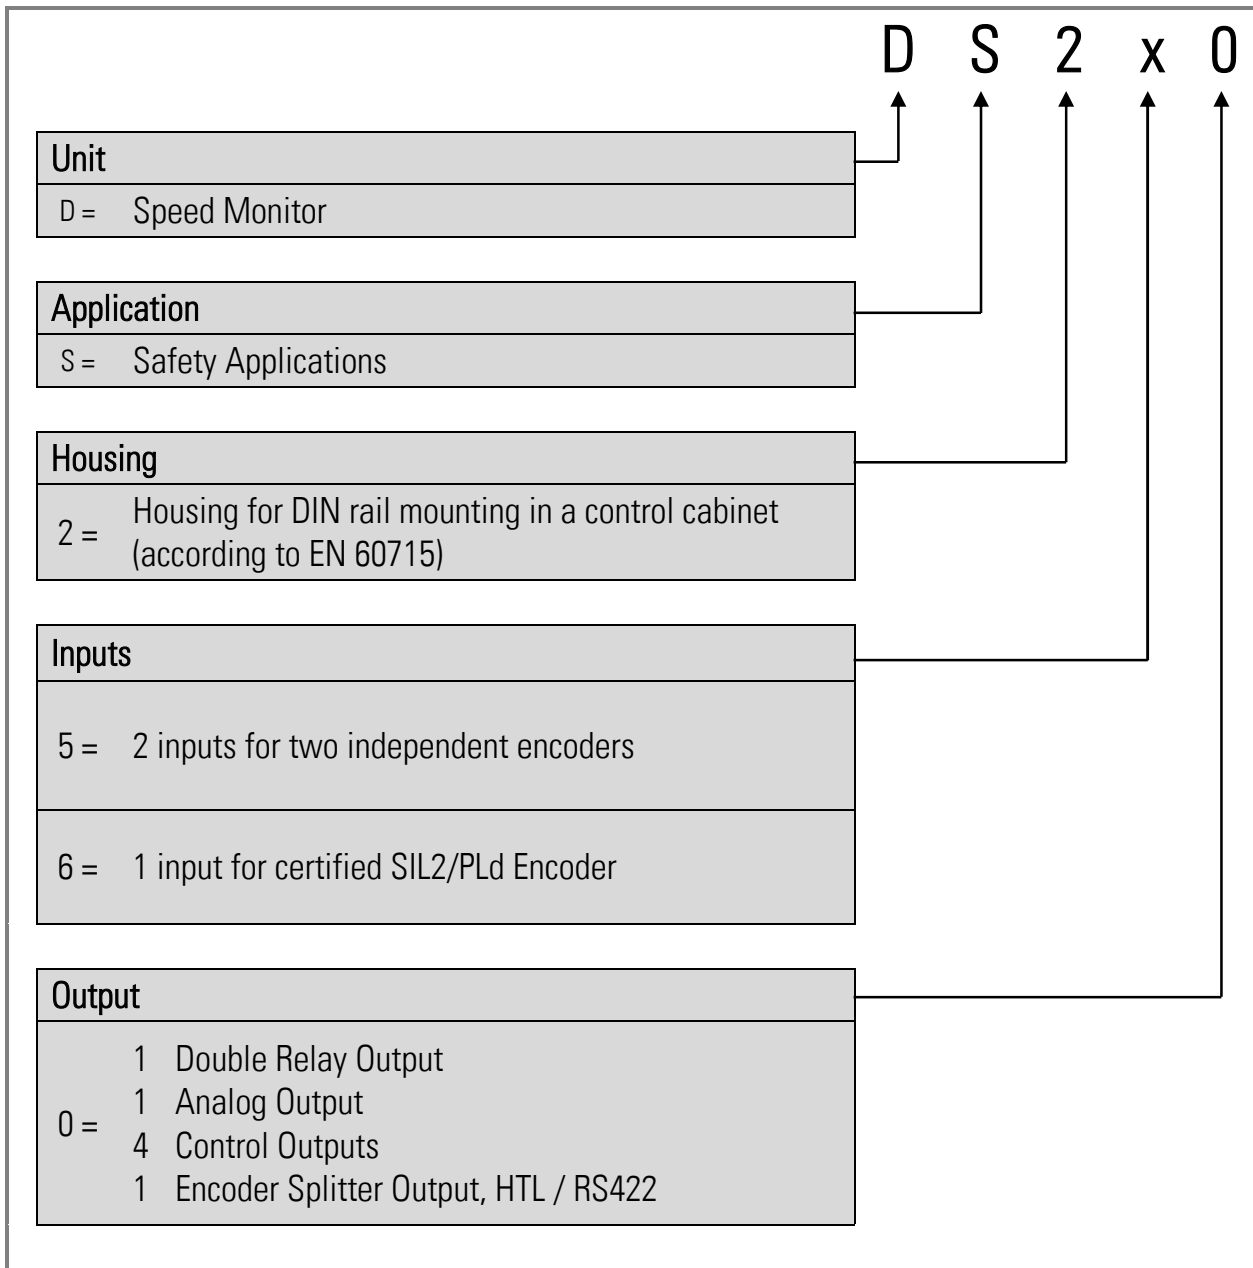 D S 2 x 0
Unit
D = Speed Monitor
Application
S = Safety Applications
Housing
2 = Housing for DIN rail mounting in a control cabinet
(according to EN 60715)
Inputs
5 = 2 inputs for two independent encoders
6 = 1 input for certified SIL2/PLd Encoder
Output
0 =
1 Double Relay Output
1 Analog Output
4 Control Outputs
1 Encoder Splitter Output, HTL / RS422